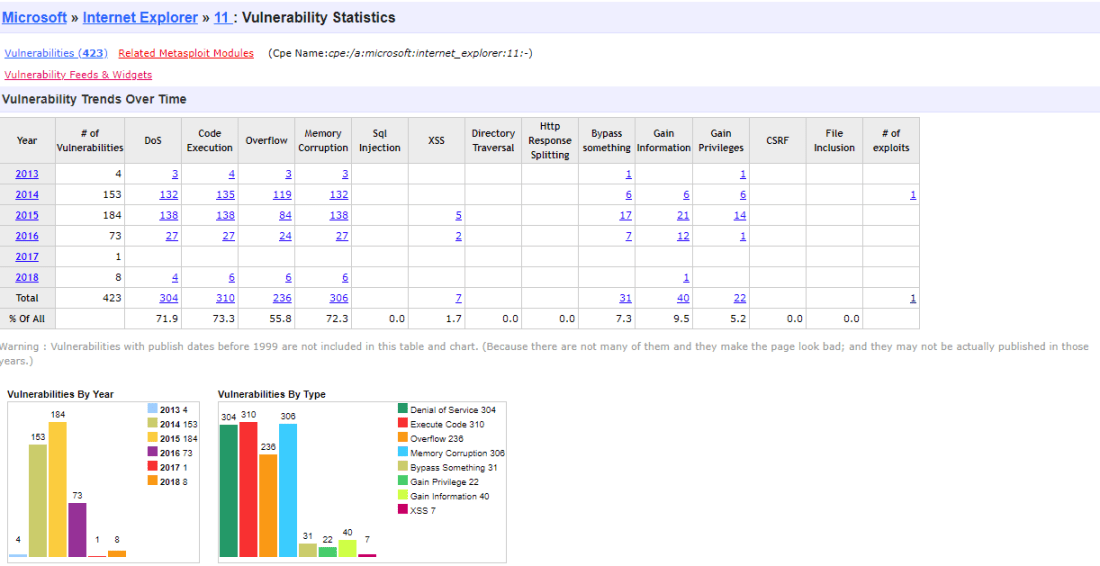 Microsoft » Internet Explorer » 11 : Vulnerability Statistics
Vulnerabilities (423) Related Metasploit Modules (Cpe Name:cpe:/a:microsoft:internet_explorer:11:-)
Vulnerability Feeds & Widgets
Vulnerability Trends Over Time
Year # of Vulnerabilities DoS Code Execution Overflow Memory Corruption Sql Injection XSS Directory Traversal Http Response Splitting Bypass something Gain Information Gain Privileges CSRF File Inclusion # of exploits
2013 4 3 4 3 3 1 1
2014 153 132 135 119 132 6 6 6 1
2015 184 138 138 84 138 5 17 21 14
2016 73 27 27 24 27 2 7 12 1
2017 1
2018 8 4 6 6 6 1
Total 423 304 310 236 306 7 31 40 22 1
% Of All 71.9 73.3 55.8 72.3 0.0 1.7 0.0 0.0 7.3 9.5 5.2 0.0 0.0
Warning : Vulnerabilities with publish dates before 1999 are not included in this table and chart. (Because there are not many of them and they make the page look bad; and they may not be actually published in those
years.)
Vulnerabilities By Year
4
153
184
73
1
8
2013 4
2014 153
2015 184
2016 73
2017 1
2018 8
Vulnerabilities By Type
304
310
236
306
31
22
40
7
Denial of Service 304
Execute Code 310
Overflow 236
Memory Corruption 306
Bypass Something 31
Gain Privilege 22
Gain Information 40
XSS 7